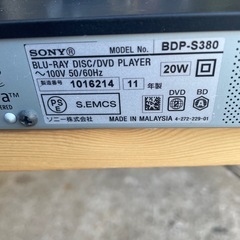 SONY® MODEL No. BDP-S380
BLU-RAY DISC/DVD PLAYER 20W
~100V 50/60Hz
製造番号 1016214 11 年製
PSE S.EMCS DVD BD
2 A
ソニー株式会社 MADE IN MALAYSIA 4-272-229-01